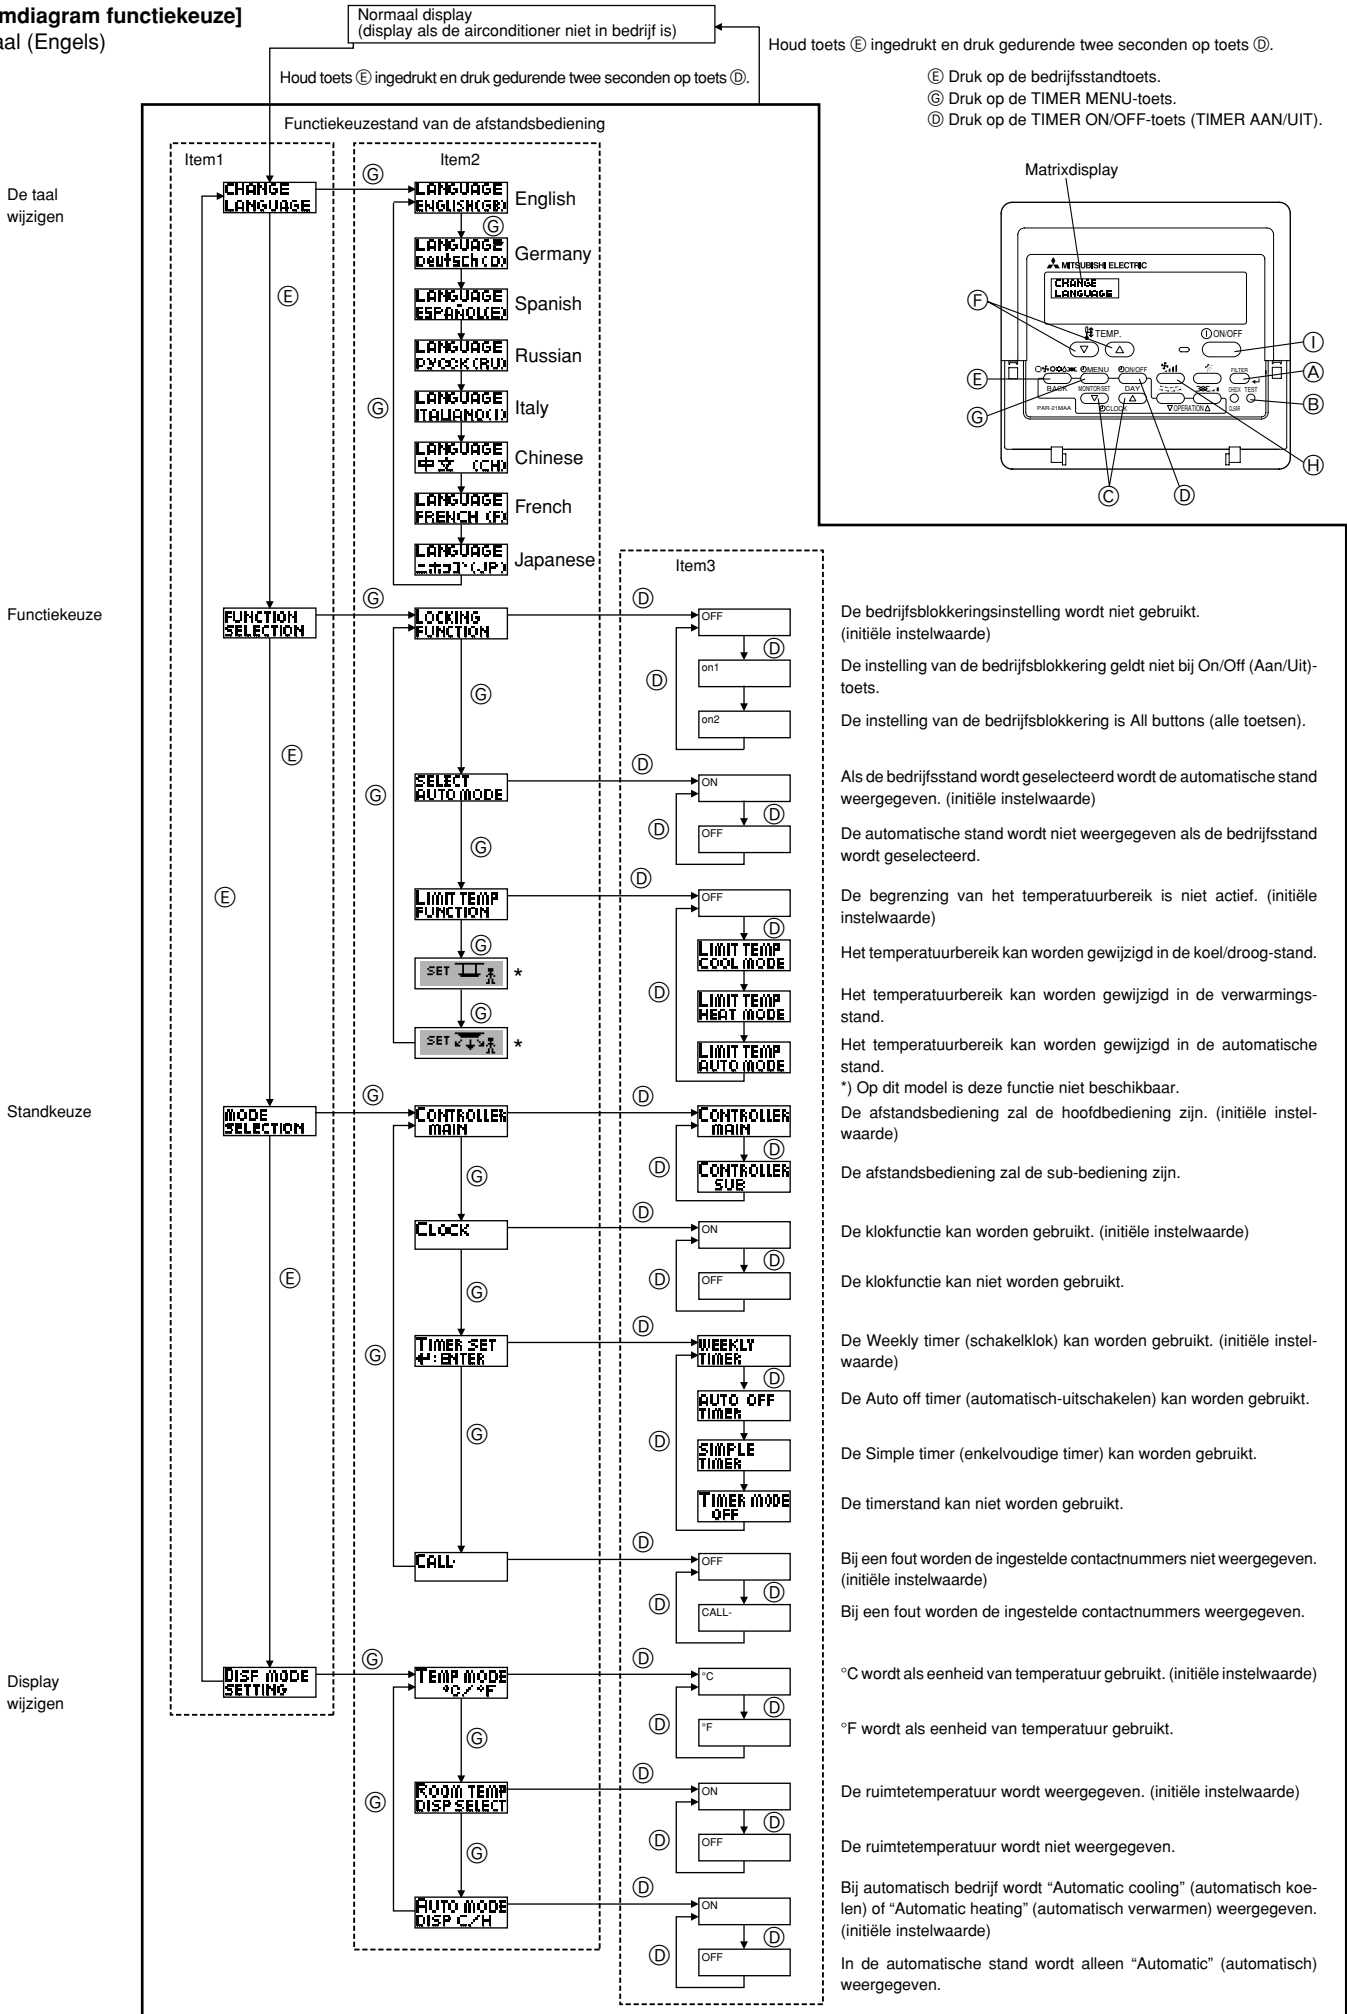 mdiagram functiekeuze]
aal (Engels)
Normaal display
(display als de airconditioner niet in bedrijf is)
Houd toets Ⓔ ingedrukt en druk gedurende twee seconden op toets Ⓓ.
Houd toets Ⓔ ingedrukt en druk gedurende twee seconden op toets Ⓓ.
Ⓔ Druk op de bedrijfsstandtoets.
Ⓖ Druk op de TIMER MENU-toets.
Ⓓ Druk op de TIMER ON/OFF-toets (TIMER AAN/UIT).
Functiekeuzestand van de afstandsbediening
Item1
Item2
Matrixdisplay
MITSUBISHI ELECTRIC
CHANGE
LANGUAGE
TEMP.
ON/OFF
MENU
ON/OFF
FILTER
BACK
MONITOR/SET
DAY
CHECK TEST
PAR-21MAA
CLOCK
OPERATION
CLEAR
Ⓕ
Ⓔ
Ⓖ
Ⓒ
Ⓓ
Ⓘ
Ⓐ
Ⓑ
Ⓗ
De taal
wijzigen
CHANGE
LANGUAGE
Ⓖ
LANGUAGE
ENGLISH(GB)
English
Ⓖ
LANGUAGE
Deutsch(D)
Germany
Ⓔ
LANGUAGE
ESPAÑOL(E)
Spanish
LANGUAGE
РУССК(RU)
Russian
Ⓖ
LANGUAGE
ITALIANO(I)
Italy
LANGUAGE
中文 (CH)
Chinese
LANGUAGE
FRENCH (F)
French
LANGUAGE
ニホンゴ(JP)
Japanese
Item3
Functiekeuze
FUNCTION
SELECTION
Ⓖ
LOCKING
FUNCTION
Ⓓ
OFF
De bedrijfsblokkeringsinstelling wordt niet gebruikt.
(initiële instelwaarde)
Ⓓ
Ⓓ
on1
De instelling van de bedrijfsblokkering geldt niet bij On/Off (Aan/Uit)-
toets.
Ⓖ
on2
De instelling van de bedrijfsblokkering is All buttons (alle toetsen).
Ⓔ
Ⓖ
SELECT
AUTO MODE
Ⓓ
ON
Als de bedrijfsstand wordt geselecteerd wordt de automatische stand
weergegeven. (initiële instelwaarde)
Ⓓ
Ⓓ
OFF
De automatische stand wordt niet weergegeven als de bedrijfsstand
wordt geselecteerd.
Ⓖ
Ⓔ
LIMIT TEMP
FUNCTION
Ⓓ
OFF
De begrenzing van het temperatuurbereik is niet actief. (initiële
instelwaarde)
Ⓓ
Ⓖ
LIMIT TEMP
COOL MODE
Het temperatuurbereik kan worden gewijzigd in de koel/droog-stand.
SET
*
Ⓓ
LIMIT TEMP
HEAT MODE
Het temperatuurbereik kan worden gewijzigd in de verwarmings-
stand.
Ⓖ
SET
*
LIMIT TEMP
AUTO MODE
Het temperatuurbereik kan worden gewijzigd in de automatische
stand.
*) Op dit model is deze functie niet beschikbaar.
Standkeuze
MODE
SELECTION
Ⓖ
CONTROLLER
MAIN
Ⓓ
CONTROLLER
MAIN
De afstandsbediening zal de hoofdbediening zijn. (initiële instel-
waarde)
Ⓓ
Ⓓ
Ⓖ
CONTROLLER
SUB
De afstandsbediening zal de sub-bediening zijn.
CLOCK
Ⓓ
ON
De klokfunctie kan worden gebruikt. (initiële instelwaarde)
Ⓓ
Ⓓ
Ⓔ
Ⓖ
OFF
De klokfunctie kan niet worden gebruikt.
Ⓖ
TIMER SET
↵:ENTER
Ⓓ
WEEKLY
TIMER
De Weekly timer (schakelklok) kan worden gebruikt. (initiële instel-
waarde)
Ⓓ
AUTO OFF
TIMER
De Auto off timer (automatisch-uitschakelen) kan worden gebruikt.
Ⓖ
Ⓓ
SIMPLE
TIMER
De Simple timer (enkelvoudige timer) kan worden gebruikt.
TIMER MODE
OFF
De timerstand kan niet worden gebruikt.
CALL-
Ⓓ
OFF
Bij een fout worden de ingestelde contactnummers niet weergegeven.
(initiële instelwaarde)
Ⓓ
Ⓓ
CALL-
Bij een fout worden de ingestelde contactnummers weergegeven.
Display
wijzigen
DISP MODE
SETTING
Ⓖ
TEMP MODE
°C/°F
Ⓓ
°C
°C wordt als eenheid van temperatuur gebruikt. (initiële instelwaarde)
Ⓓ
Ⓓ
Ⓖ
°F
°F wordt als eenheid van temperatuur gebruikt.
Ⓖ
ROOM TEMP
DISP SELECT
Ⓓ
ON
De ruimtetemperatuur wordt weergegeven. (initiële instelwaarde)
Ⓓ
Ⓓ
Ⓖ
OFF
De ruimtetemperatuur wordt niet weergegeven.
AUTO MODE
DISP C/H
Ⓓ
ON
Bij automatisch bedrijf wordt “Automatic cooling” (automatisch koe-
len) of “Automatic heating” (automatisch verwarmen) weergegeven.
(initiële instelwaarde)
Ⓓ
Ⓓ
OFF
In de automatische stand wordt alleen “Automatic” (automatisch)
weergegeven.